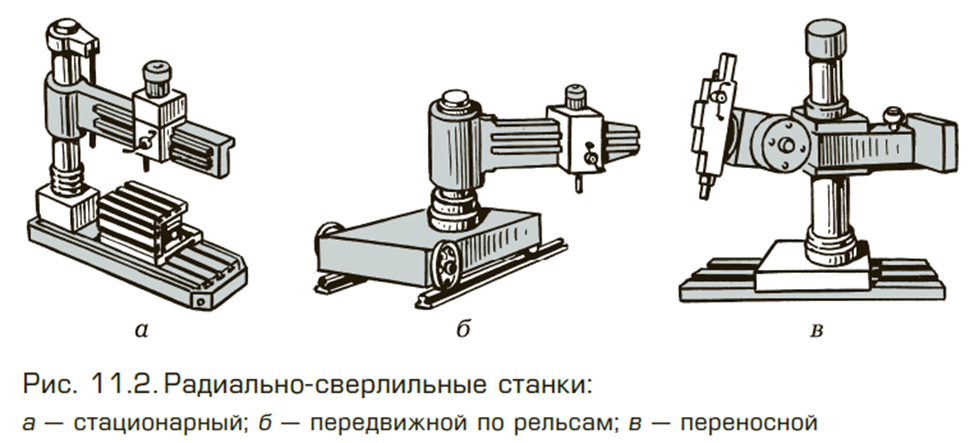 а
б
в
Рис. 11.2. Радиально-сверлильные станки:
а — стационарный; б — передвижной по рельсам; в — переносной